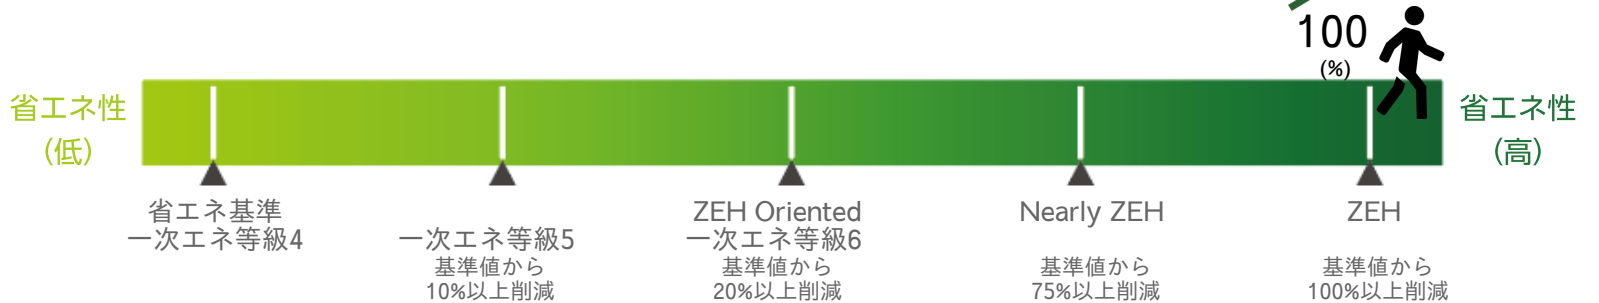 100
(%)
省エネ性
(低)
省エネ性
(高)
省エネ基準
一次エネ等級4
一次エネ等級5
基準値から
10%以上削減
ZEH Oriented
一次エネ等級6
基準値から
20%以上削減
Nearly ZEH
基準値から
75%以上削減
ZEH
基準値から
100%以上削減